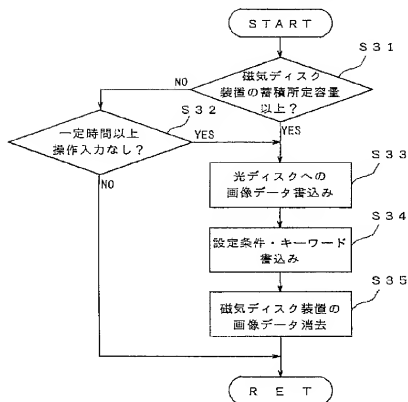 START
S31
磁気ディスク
装置の蓄積所定容量
以上?
NO
YES
S32
一定時間以上
操作入力なし?
YES
NO
S33
光ディスクへの
画像データ書込み
S34
設定条件・キーワード
書込み
S35
磁気ディスク装置の
画像データ消去
RET